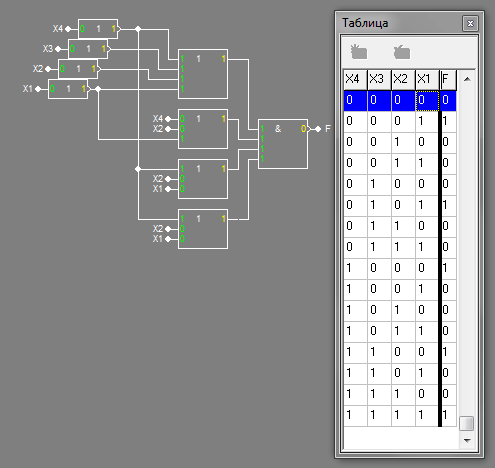 X4 0 1 1
X3 0 1 1
X2 0 1 1
X1 0 1 1
1 1 1
1
1
1
X4 0 1 1
X2 0
1
1 1 1
X2 0
X1 0
1 1 1
X2 0
X1 0
1 & 0 F
1
1
1
Таблица
X4 X3 X2 X1 F
0 0 0 0 0
0 0 0 1 1
0 0 1 0 0
0 0 1 1 0
0 1 0 0 0
0 1 0 1 1
0 1 1 0 0
0 1 1 1 0
1 0 0 0 0
1 0 0 1 0
1 0 1 0 0
1 0 1 1 1
1 1 0 0 0
1 1 0 1 0
1 1 1 0 0
1 1 1 1 1